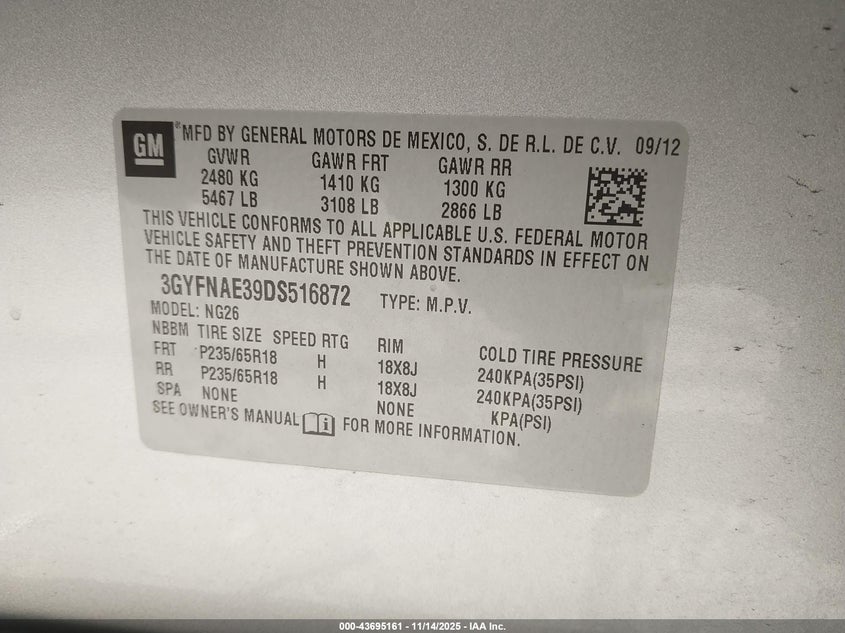 GM
®MFD BY GENERAL MOTORS DE MEXICO, S. DE R.L. DE C.V. 09/12
GVWR GAWR FRT GAWR RR
2480 KG 1410 KG 1300 KG
5467 LB 3108 LB 2866 LB
THIS VEHICLE CONFORMS TO ALL APPLICABLE U.S. FEDERAL MOTOR
VEHICLE SAFETY AND THEFT PREVENTION STANDARDS IN EFFECT ON
THE DATE OF MANUFACTURE SHOWN ABOVE.
3GYFNAE39DS516872 TYPE: M.P.V.
MODEL: NG26
NBBM TIRE SIZE SPEED RTG RIM COLD TIRE PRESSURE
FRT P235/65R18 H 18X8J 240KPA(35PSI)
RR P235/65R18 H 18X8J 240KPA(35PSI)
SPA NONE NONE KPA(PSI)
SEE OWNER'S MANUAL FOR MORE INFORMATION.
000-43695161 - 11/14/2025 - IAA Inc.